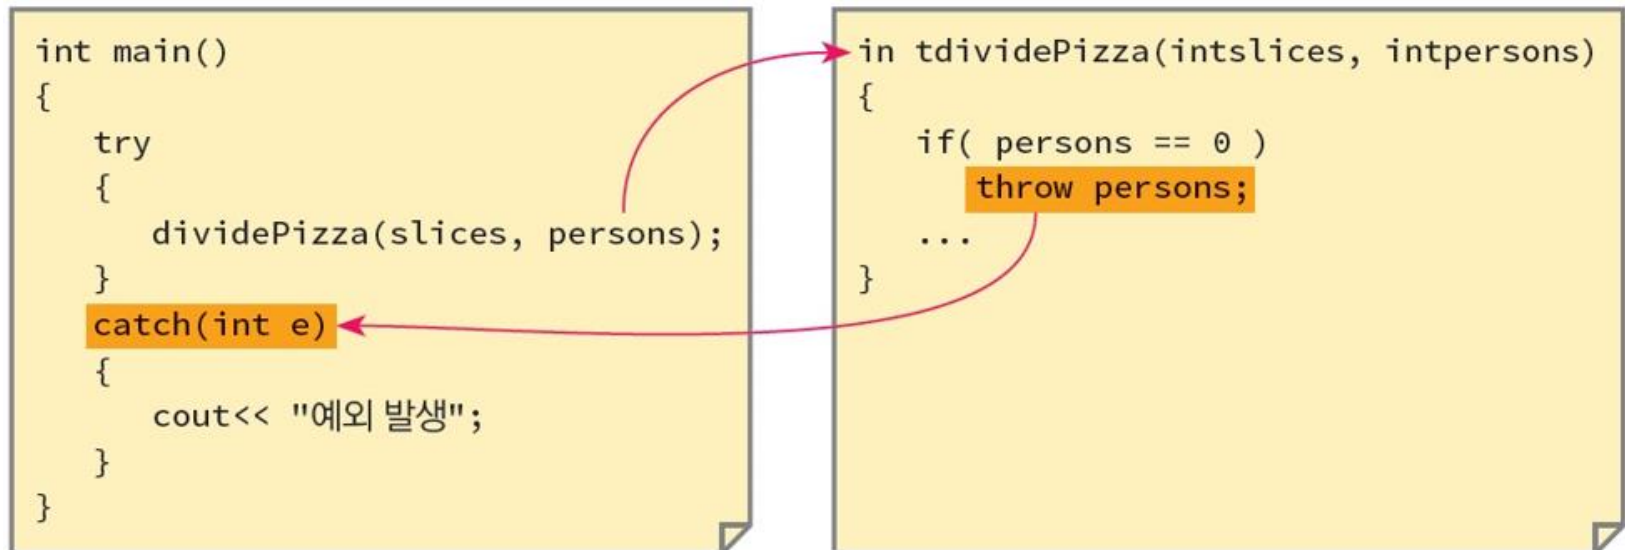 int main()
{
try
{
dividePizza(slices, persons);
}
catch(int e)
{
cout<< "예외 발생";
}
}
in tdividePizza(intslices, intpersons)
{
if( persons == 0 )
throw persons;
...
}